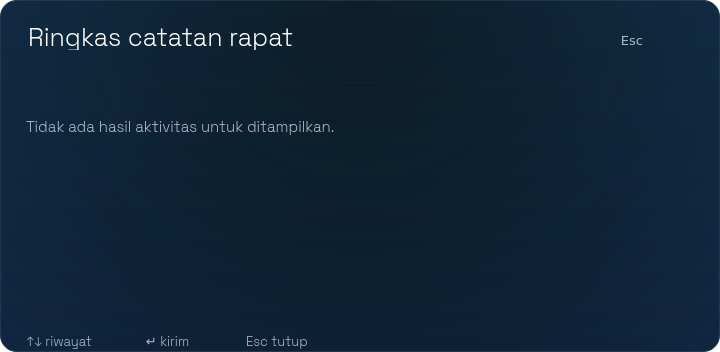 Ringkas catatan rapat
Esc
Tidak ada hasil aktivitas untuk ditampilkan.
↑↓ riwayat ↵ kirim Esc tutup